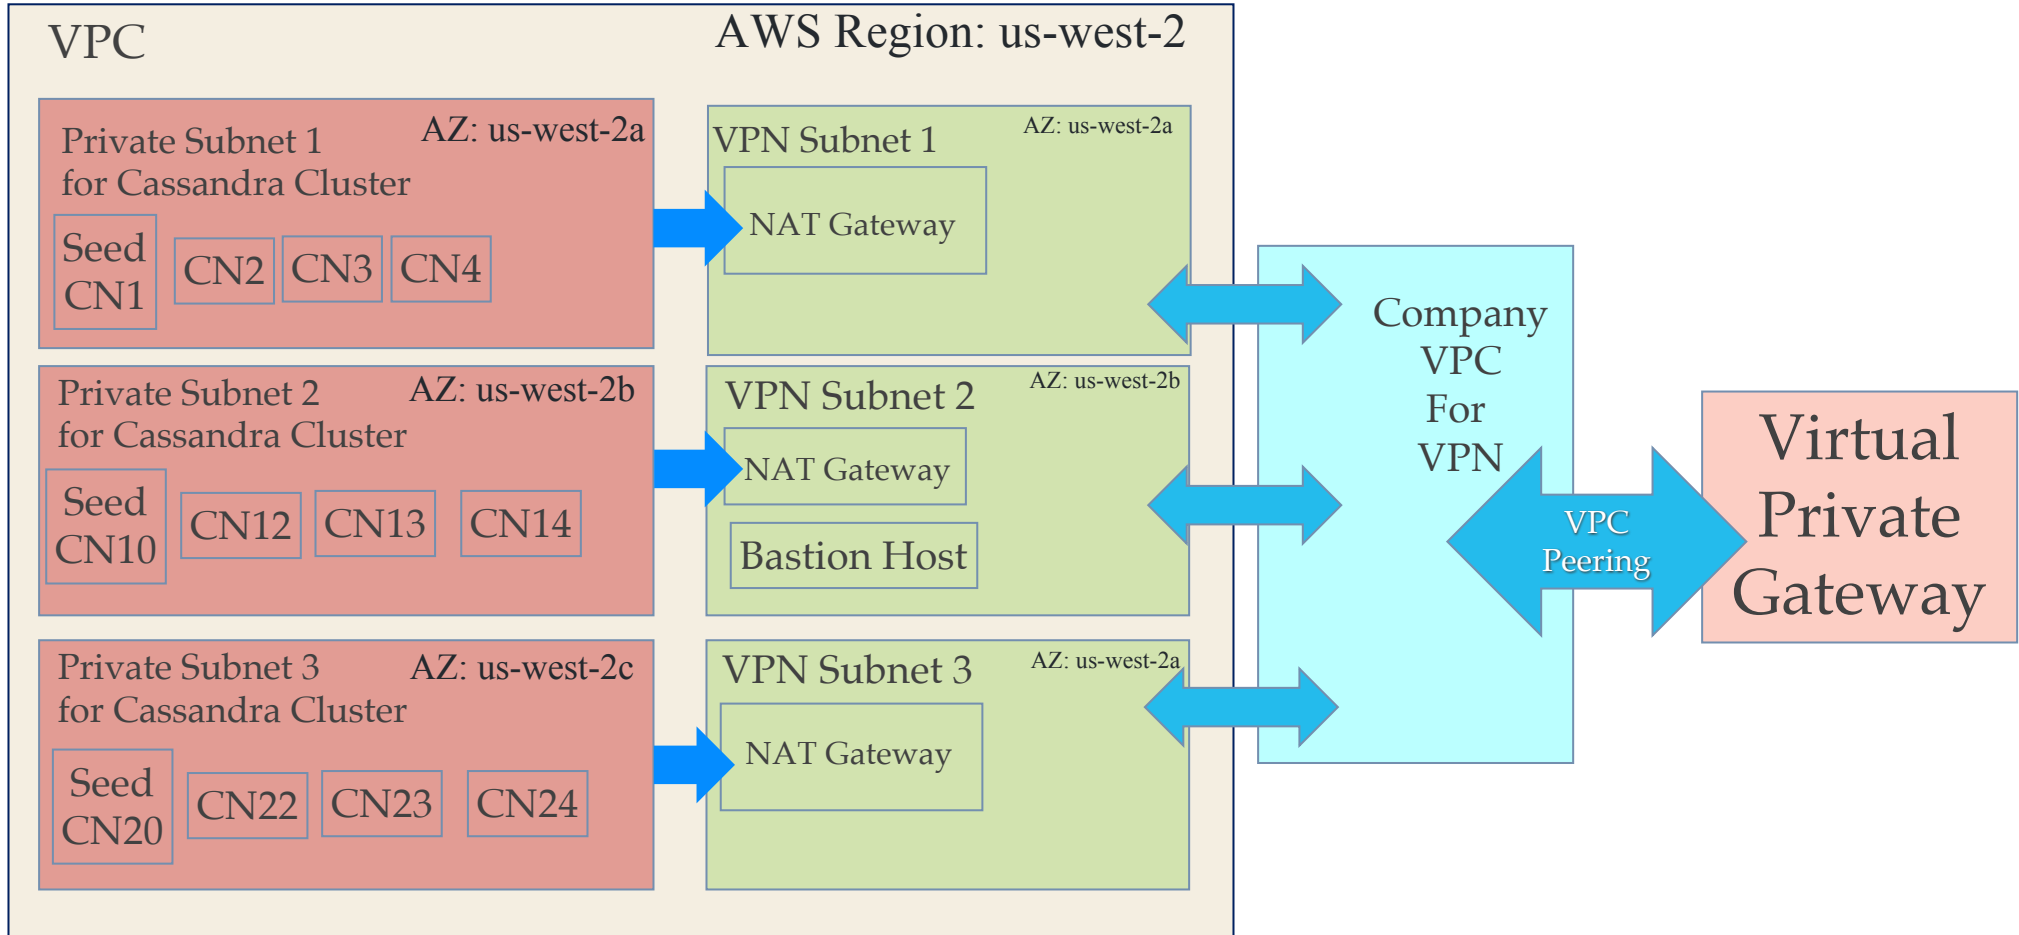 VPC
AWS Region: us-west-2
Private Subnet 1
for Cassandra Cluster
AZ: us-west-2a
Seed
CN1
CN2
CN3
CN4
VPN Subnet 1
AZ: us-west-2a
NAT Gateway
Private Subnet 2
for Cassandra Cluster
AZ: us-west-2b
Seed
CN10
CN12
CN13
CN14
VPN Subnet 2
AZ: us-west-2b
NAT Gateway
Bastion Host
Private Subnet 3
for Cassandra Cluster
AZ: us-west-2c
Seed
CN20
CN22
CN23
CN24
VPN Subnet 3
AZ: us-west-2a
NAT Gateway
Company
VPC
For
VPN
VPC
Peering
Virtual
Private
Gateway